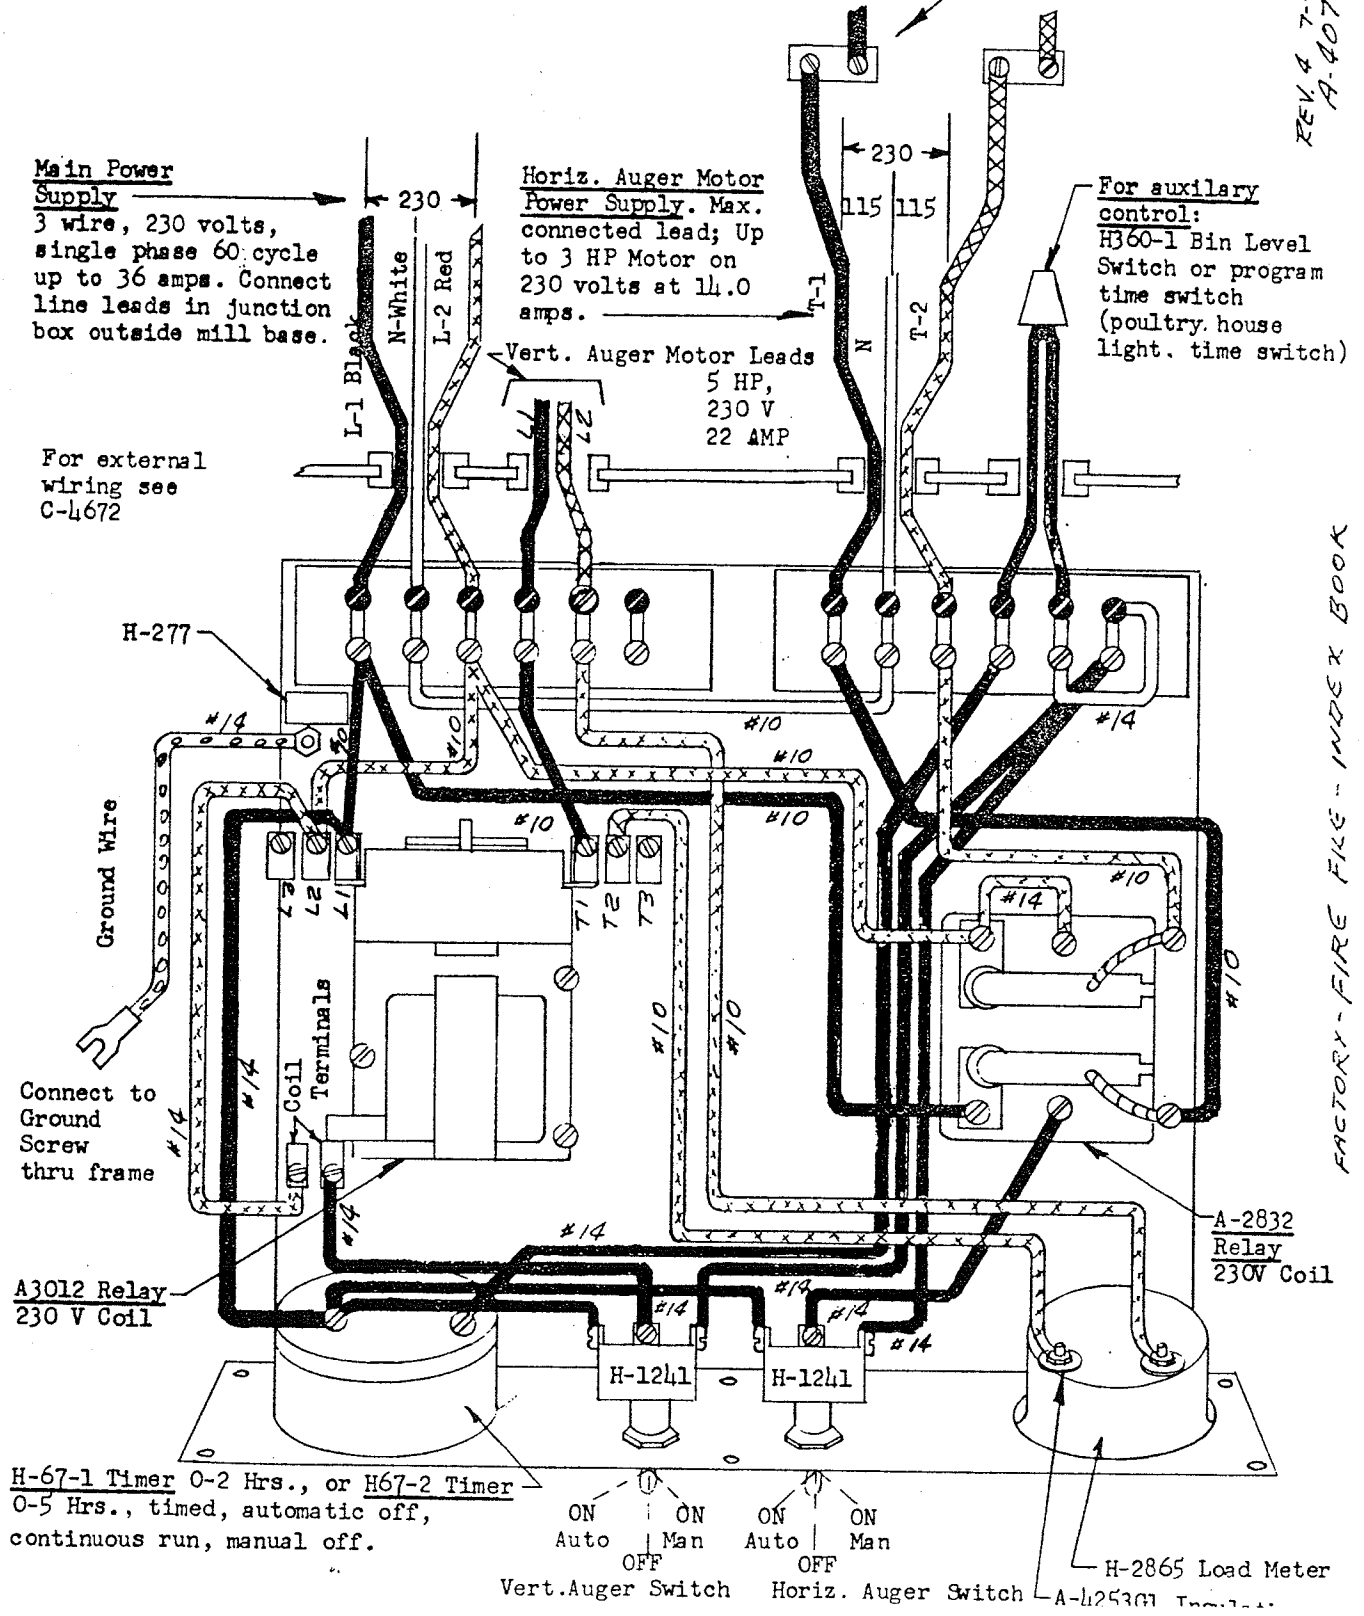 REV. 4 7-
A-407
Main Power
Supply
3 wire, 230 volts,
single phase 60 cycle
up to 36 amps. Connect
line leads in junction
box outside mill base.
230
L-1 Black
N-White
L-2 Red
Horiz. Auger Motor
Power Supply. Max.
connected lead; Up
to 3 HP Motor on
230 volts at 14.0
amps.
230
115 115
T-1
N
T-2
For auxilary
control:
H360-1 Bin Level
Switch or program
time switch
(poultry. house
light. time switch)
Vert. Auger Motor Leads
5 HP,
230 V
22 AMP
L1
L2
For external
wiring see
C-4672
H-277
#14
#10
#10
#10
#10
#14
#10
#10
Ground Wire
L3
L2
L1
T1
T2
T3
#10
#14
#10
#10
#10
#14
#14
Coil
Terminals
Connect to
Ground
Screw
thru frame
#14
#14
A3012 Relay
230 V Coil
A-2832
Relay
230V Coil
#14
#14
#14
#14
H-1241
H-1241
H-67-1 Timer 0-2 Hrs., or H67-2 Timer
0-5 Hrs., timed, automatic off,
continuous run, manual off.
ON
Auto
OFF
ON
Man
Vert.Auger Switch
ON
Auto
OFF
ON
Man
Horiz. Auger Switch
H-2865 Load Meter
FACTORY-FIRE FILE-INDEX BOOK